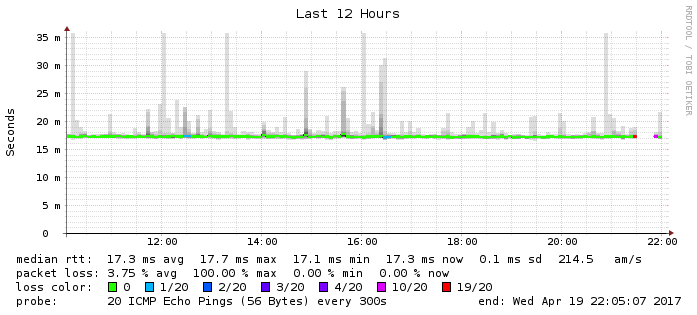 Last 12 Hours
RRDTOOL / TOBI OETIKER
Seconds
35 m
30 m
25 m
20 m
15 m
10 m
5 m
0
12:00 14:00 16:00 18:00 20:00 22:00
median rtt: 17.3 ms avg 17.7 ms max 17.1 ms min 17.3 ms now 0.1 ms sd 214.5 am/s
packet loss: 3.75 % avg 100.00 % max 0.00 % min 0.00 % now
loss color: 0 1/20 2/20 3/20 4/20 10/20 19/20
probe: 20 ICMP Echo Pings (56 Bytes) every 300s end: Wed Apr 19 22:05:07 2017